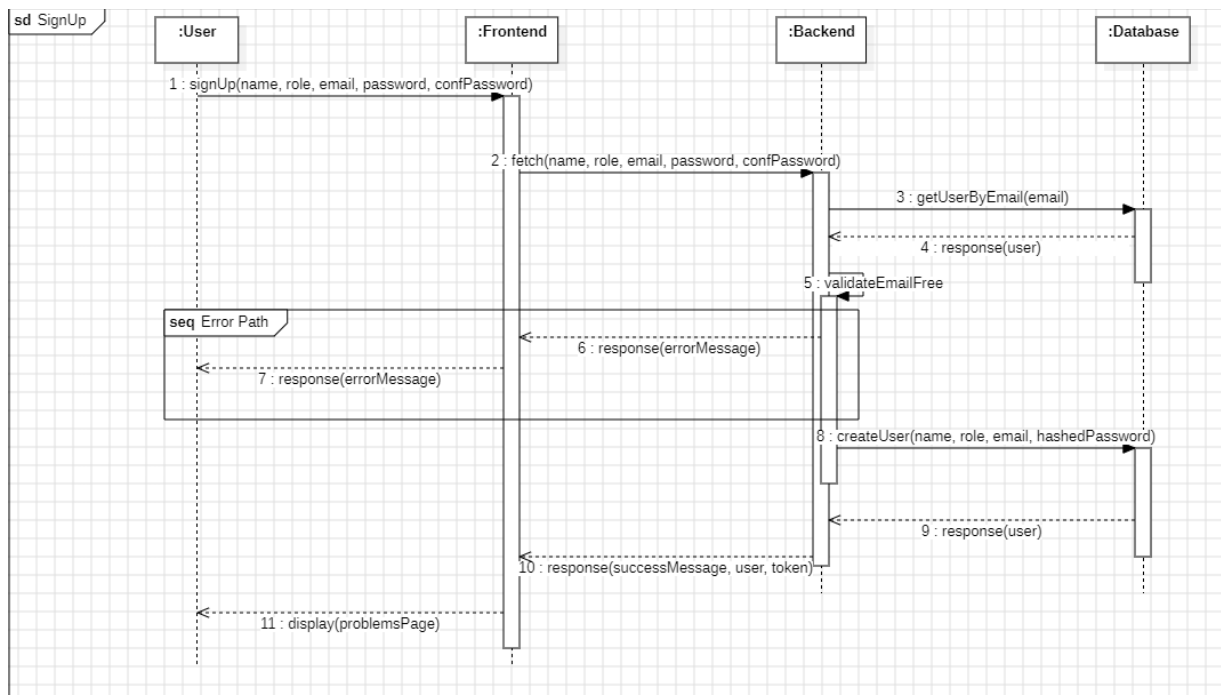 sd SignUp
:User
:Frontend
:Backend
:Database
1 : signUp(name, role, email, password, confPassword)
2 : fetch(name, role, email, password, confPassword)
3 : getUserByEmail(email)
4 : response(user)
5 : validateEmailFree
seq Error Path
6 : response(errorMessage)
7 : response(errorMessage)
8 : createUser(name, role, email, hashedPassword)
9 : response(user)
10 : response(successMessage, user, token)
11 : display(problemsPage)